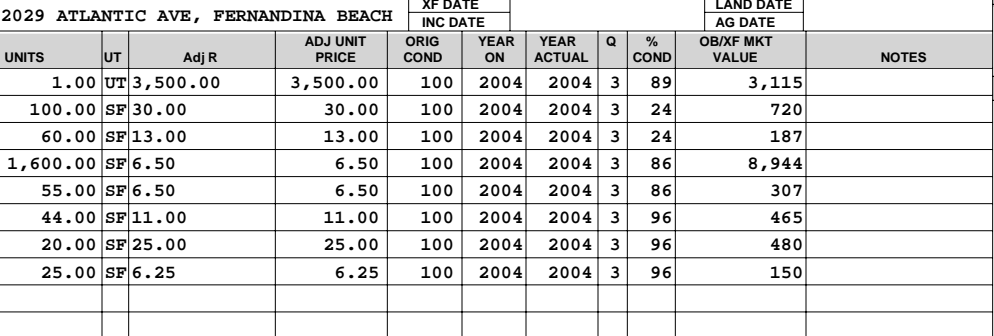 XF DATE LAND DATE
2029 ATLANTIC AVE, FERNANDINA BEACH INC DATE AG DATE
UNITS UT Adj R ADJ UNIT PRICE ORIG COND YEAR ON YEAR ACTUAL Q % COND OB/XF MKT VALUE NOTES
1.00 UT 3,500.00 3,500.00 100 2004 2004 3 89 3,115
100.00 SF 30.00 30.00 100 2004 2004 3 24 720
60.00 SF 13.00 13.00 100 2004 2004 3 24 187
1,600.00 SF 6.50 6.50 100 2004 2004 3 86 8,944
55.00 SF 6.50 6.50 100 2004 2004 3 86 307
44.00 SF 11.00 11.00 100 2004 2004 3 96 465
20.00 SF 25.00 25.00 100 2004 2004 3 96 480
25.00 SF 6.25 6.25 100 2004 2004 3 96 150